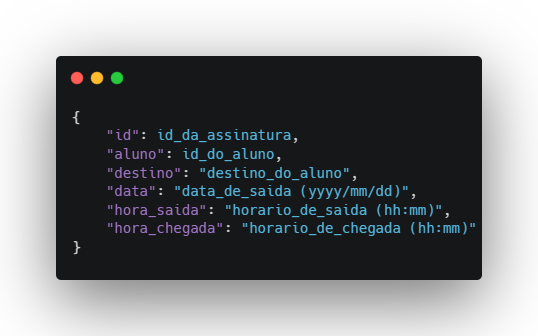 {
    "id": id_da_assinatura,
    "aluno": id_do_aluno,
    "destino": "destino_do_aluno",
    "data": "data_de_saida (yyyy/mm/dd)",
    "hora_saida": "horario_de_saida (hh:mm)",
    "hora_chegada": "horario_de_chegada (hh:mm)"
}